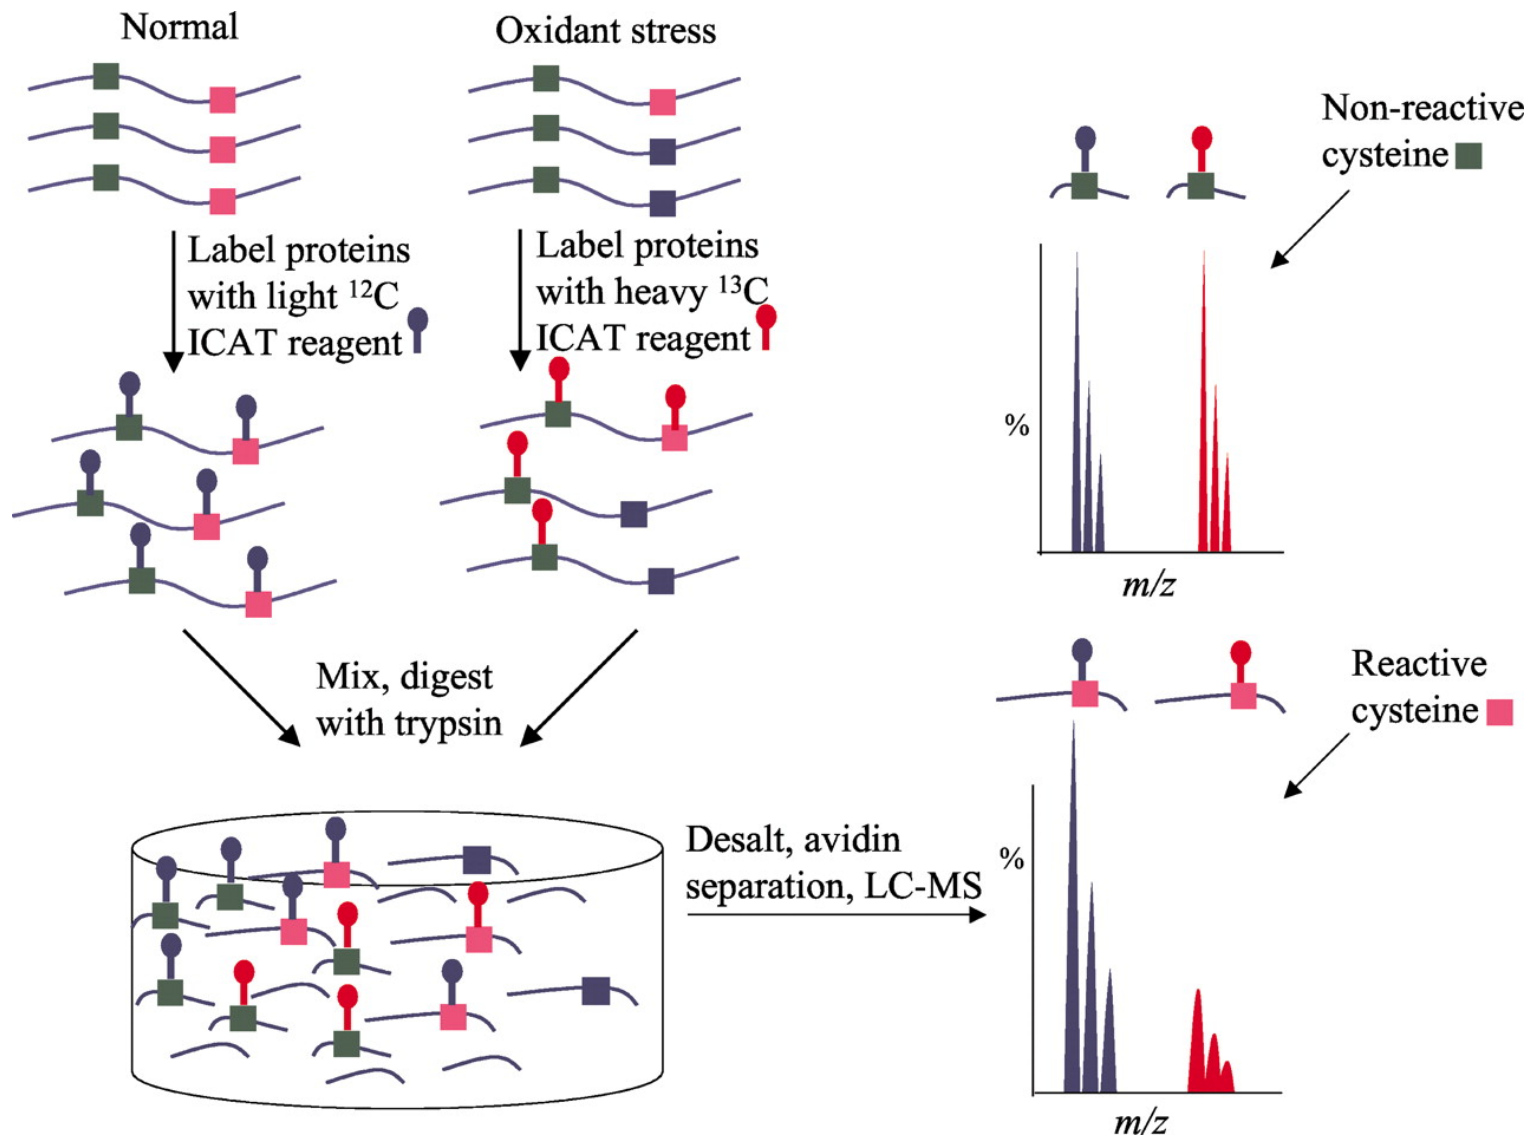 Normal
Oxidant stress
Label proteins
with light ¹²C
ICAT reagent
Label proteins
with heavy ¹³C
ICAT reagent
Mix, digest
with trypsin
Desalt, avidin
separation, LC-MS
Non-reactive
cysteine
%
m/z
Reactive
cysteine
%
m/z